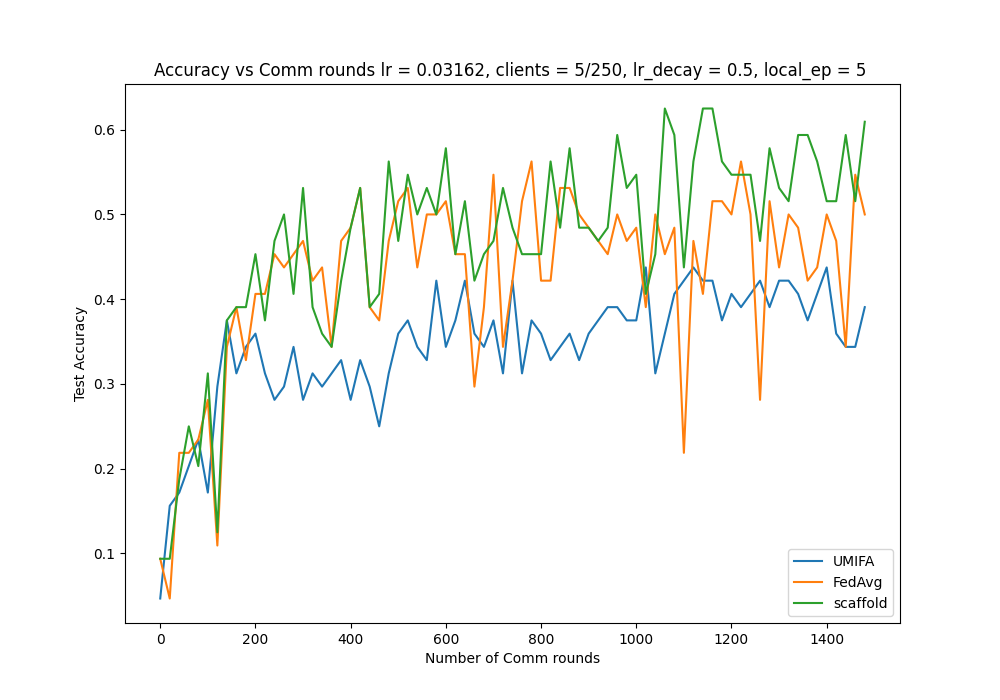 Accuracy vs Comm rounds lr = 0.03162, clients = 5/250, lr_decay = 0.5, local_ep = 5
Test Accuracy
0.6
0.5
0.4
0.3
0.2
0.1
UMIFA
FedAvg
scaffold
0 200 400 600 800 1000 1200 1400
Number of Comm rounds